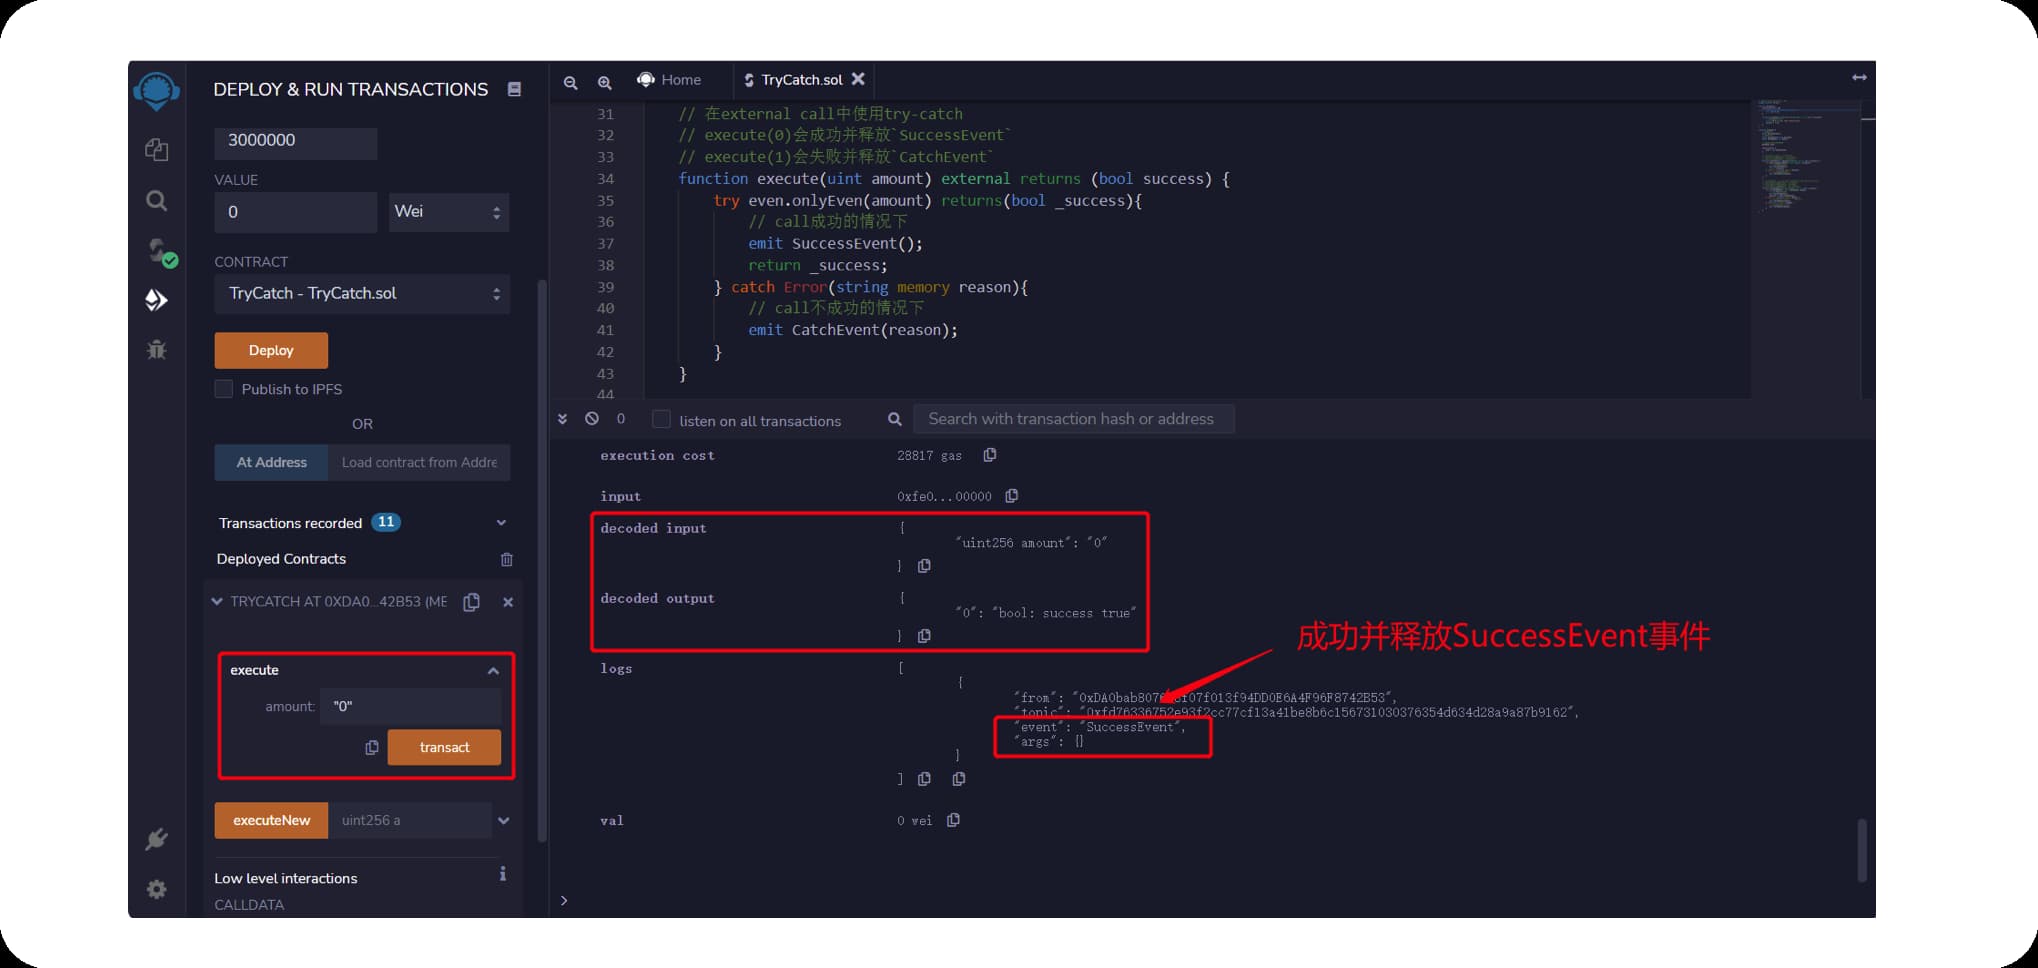 DEPLOY & RUN TRANSACTIONS
3000000
VALUE
0
Wei
CONTRACT
TryCatch - TryCatch.sol
Deploy
Publish to IPFS
OR
At Address
Load contract from Addre
Transactions recorded 11
Deployed Contracts
TRYCATCH AT 0XDA0...42B53 (ME
execute
amount: "0"
transact
executeNew
uint256 a
Low level interactions
CALLDATA
Home
TryCatch.sol
31 // 在external call中使用try-catch
32 // execute(0)会成功并释放`SuccessEvent`
33 // execute(1)会失败并释放`CatchEvent`
34 function execute(uint amount) external returns (bool success) {
35 try even.onlyEven(amount) returns(bool _success){
36 // call成功的情况下
37 emit SuccessEvent();
38 return _success;
39 } catch Error(string memory reason){
40 // call不成功的情况下
41 emit CatchEvent(reason);
42 }
43 }
44
0
listen on all transactions
Search with transaction hash or address
execution cost 28817 gas
input 0xfe0...00000
decoded input {
"uint256 amount": "0"
}
decoded output {
"0": "bool: success true"
}
成功并释放SuccessEvent事件
logs [
{
"from":
"topic": "0xfd76336752e93f2cc77cf13a41be8b6c156731030376354d634d28a9a87b9162",
"event": "SuccessEvent",
"args": []
}
]
val 0 wei
>